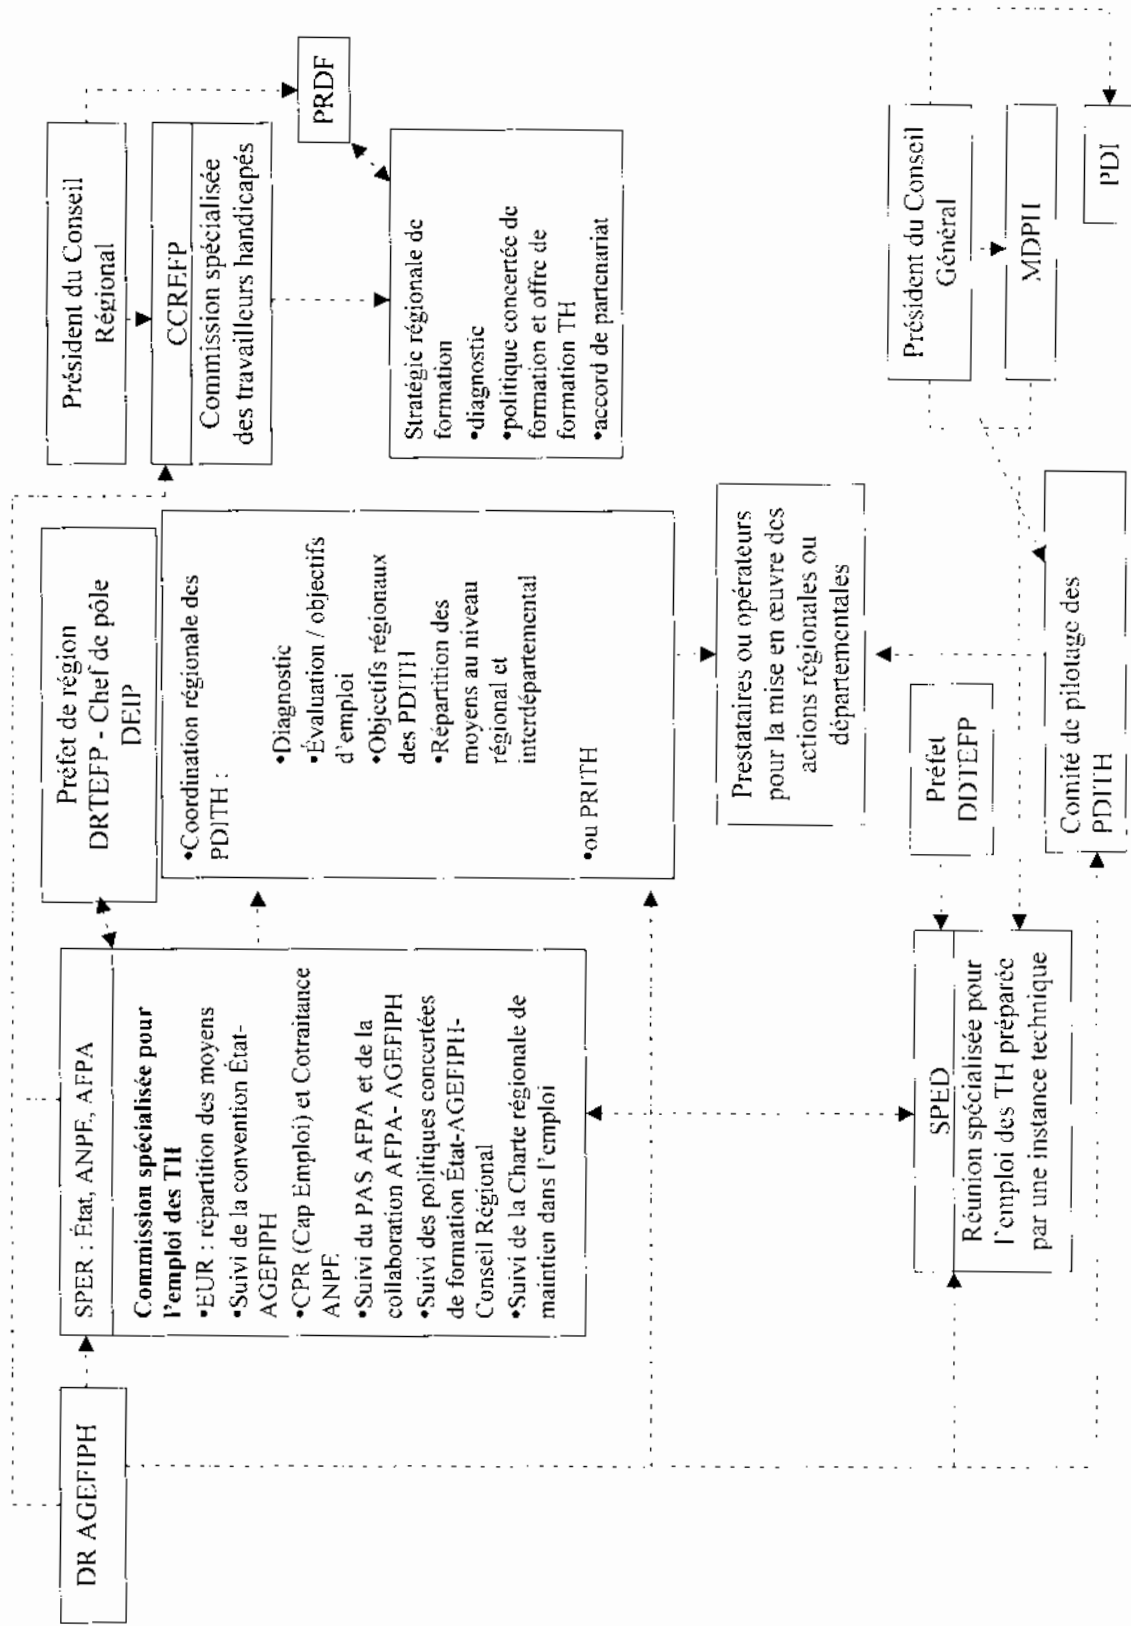 DR AGEFIPH
SPER : État, ANPE, AFPA
Commission spécialisée pour
l'emploi des TH
•EUR : répartition des moyens
•Suivi de la convention État-
AGEFIPH
•CPR (Cap Emploi) et Cotraitance
ANPE
•Suivi du PAS AFPA et de la
collaboration AFPA- AGEFIPH
•Suivi des politiques concertées
de formation État-AGEFIPH-
Conseil Régional
•Suivi de la Charte régionale de
maintien dans l'emploi
Préfet de région
DRTEFP - Chef de pôle
DEIP
•Coordination régionale des
PDITH :
•Diagnostic
•Évaluation / objectifs
d'emploi
•Objectifs régionaux
des PDITH
•Répartition des
moyens au niveau
régional et
interdépartemental
•ou PRITH
Président du Conseil
Régional
CCREFP
Commission spécialisée
des travailleurs handicapés
PRDF
Stratégie régionale de
formation
•diagnostic
•politique concertée de
formation et offre de
formation TH
•accord de partenariat
Prestataires ou opérateurs
pour la mise en œuvre des
actions régionales ou
départementales
SPED
Réunion spécialisée pour
l'emploi des TH préparée
par une instance technique
Préfet
DDTEFP
Comité de pilotage des
PDITH
Président du Conseil
Général
MDPH
PDI